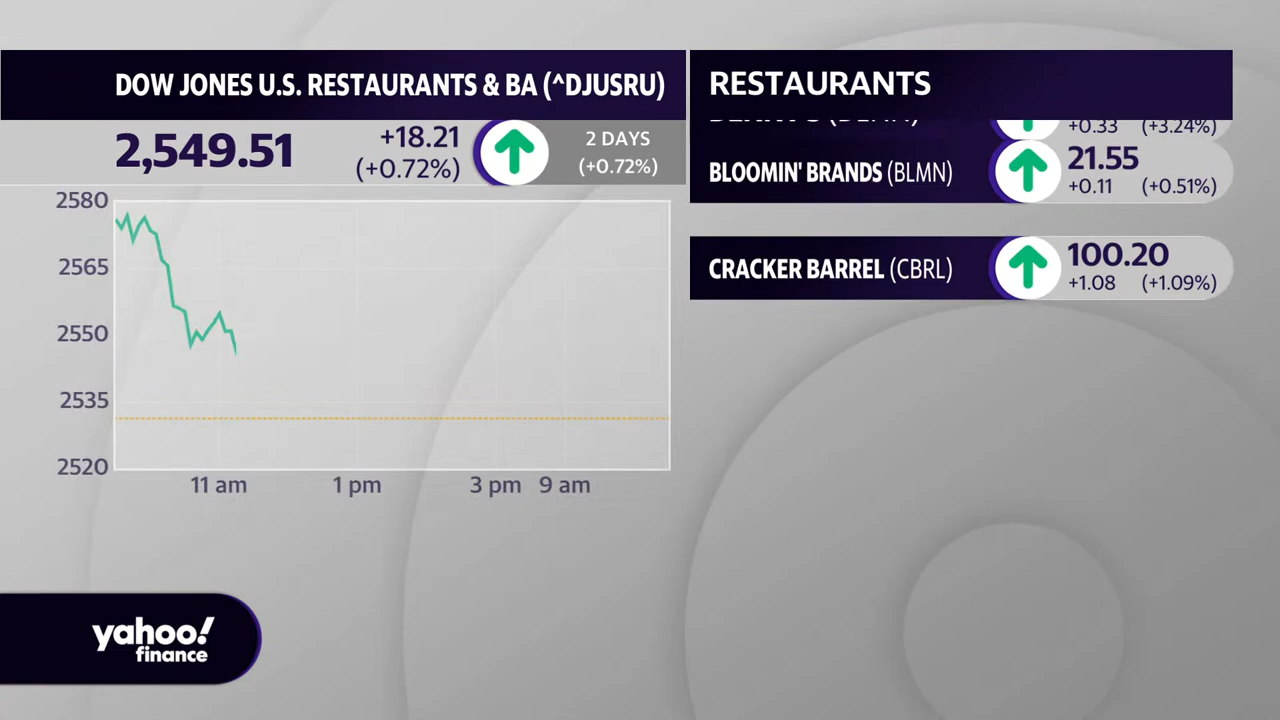 DOW JONES U.S. RESTAURANTS & BA (^DJUSRU)
2,549.51
+18.21
(+0.72%)
2 DAYS
(+0.72%)
2580
2565
2550
2535
2520
11 am
1 pm
3 pm
9 am
RESTAURANTS
+0.33 (+3.24%)
BLOOMIN' BRANDS (BLMN)
21.55
+0.11 (+0.51%)
CRACKER BARREL (CBRL)
100.20
+1.08 (+1.09%)
yahoo!
finance